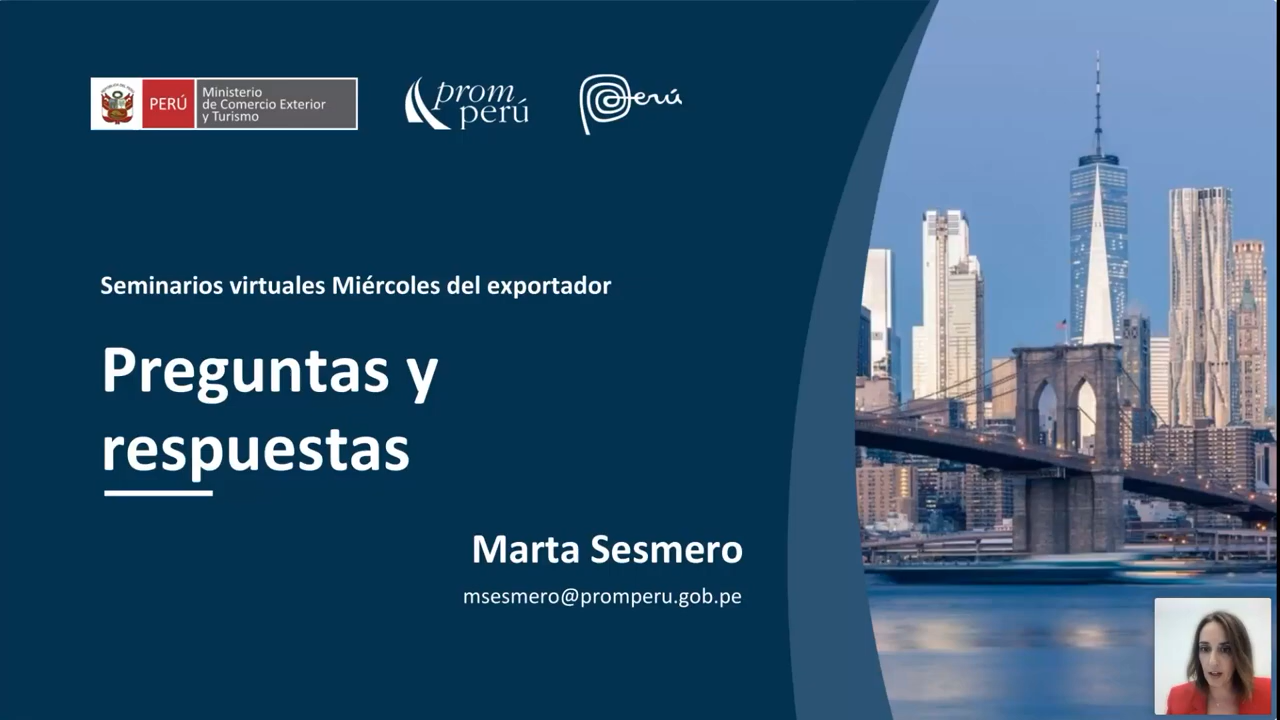 PERÚ
Ministerio
de Comercio Exterior
y Turismo
prom
perú
Perú
Seminarios virtuales Miércoles del exportador
Preguntas y
respuestas
Marta Sesmero
msesmero@promperu.gob.pe